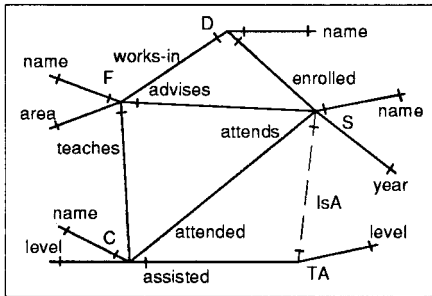 D
works-in
name
name
F
enrolled
area
advises
name
teaches
attends
S
name
IsA
year
level
C
attended
level
assisted
TA